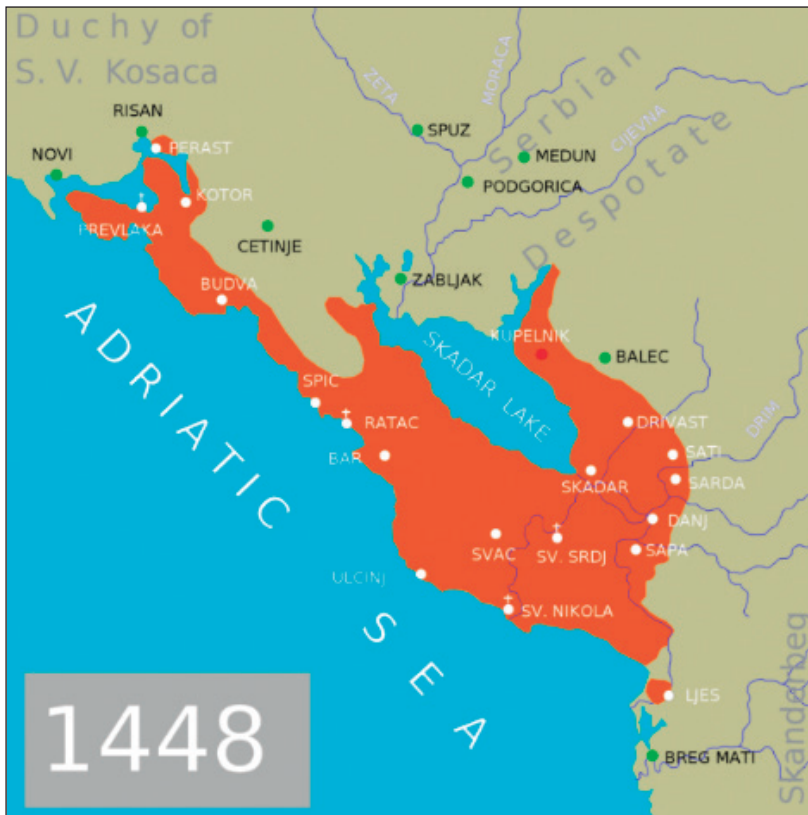 Duchy of
S. V. Kosaca
RISAN
NOVI
PERAST
KOTOR
PREVLAKA
CETINJE
BUDVA
ZETA
MORACA
SPUZ
Serbian
Despotate
CIJEVNA
MEDUN
PODGORICA
ZABLJAK
SKADAR LAKE
KUPELNIK
BALEC
SPIC
RATAC
BAR
DRIVAST
DRIM
SATI
SARDA
SKADAR
DANJ
SVAC
SV. SRDJ
SAPA
ULCINJ
SV. NIKOLA
ADRIATIC
SEA
LJES
BREG MATI
Skandarbeg
1448